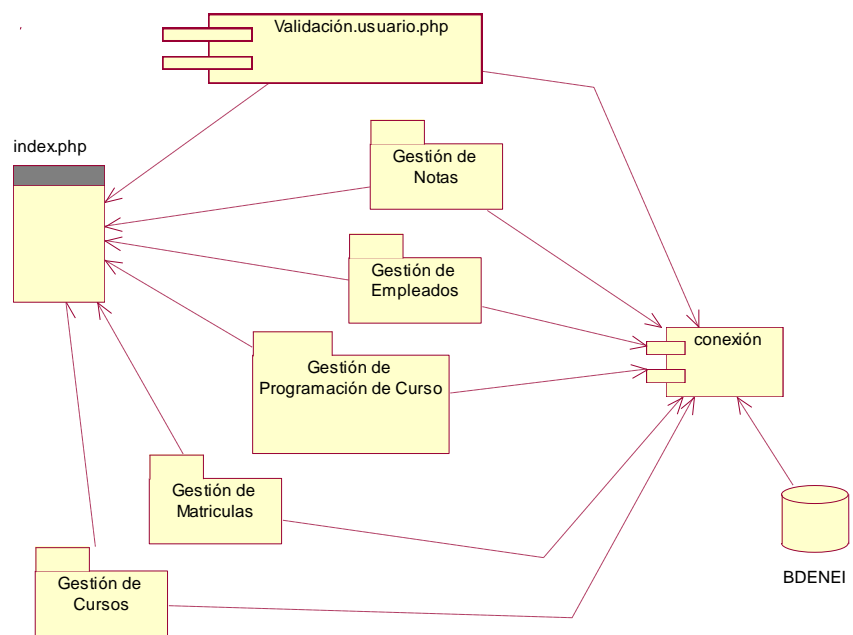 Validación.usuario.php
index.php
Gestión de
Notas
Gestión de
Empleados
conexión
Gestión de
Programación de Curso
Gestión de
Matriculas
BDENEI
Gestión de
Cursos